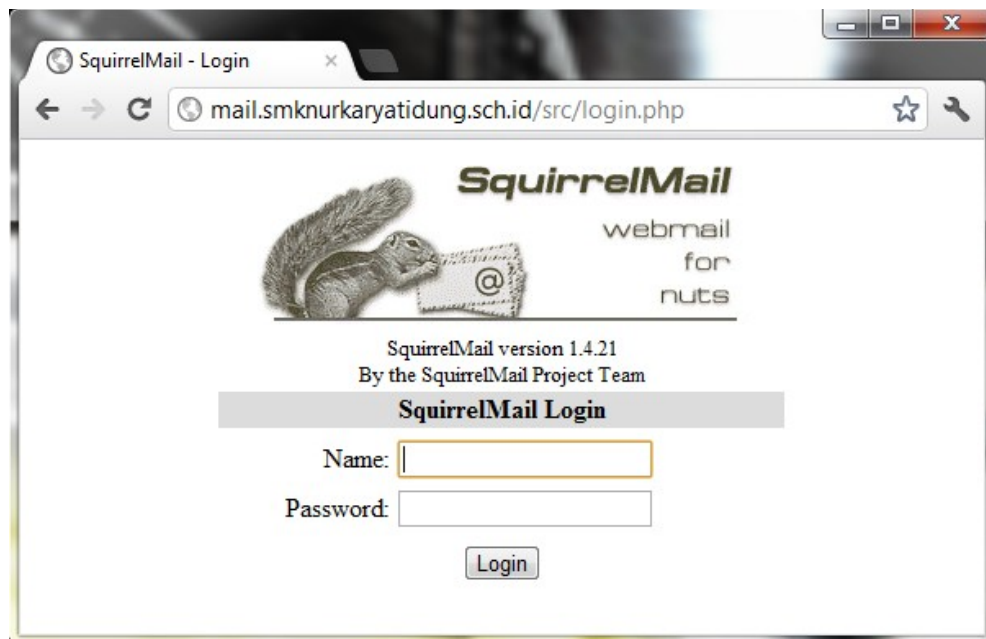 SquirrelMail - Login
mail.smknurkaryatidung.sch.id/src/login.php
SquirrelMail
webmail
for
nuts
@
SquirrelMail version 1.4.21
By the SquirrelMail Project Team
SquirrelMail Login
Name:
Password:
Login